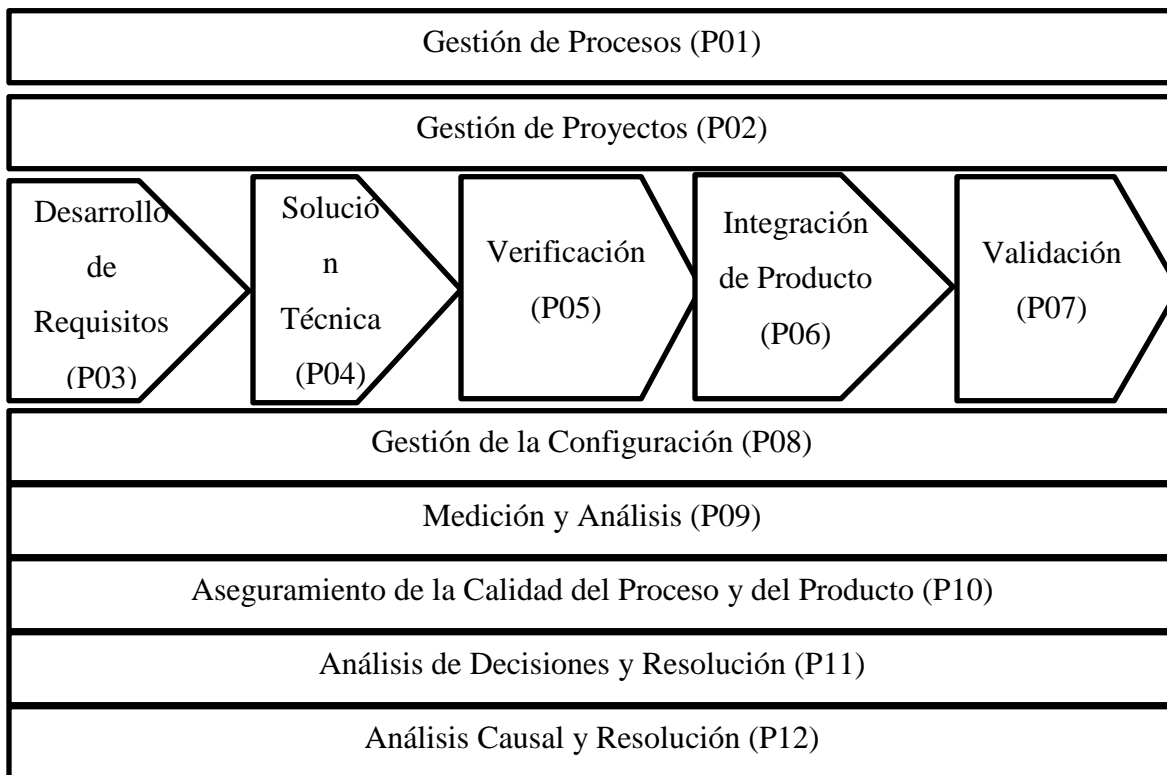 Gestión de Procesos (P01)
Gestión de Proyectos (P02)
Desarrollo
de
Requisitos
(P03)
Solució
n
Técnica
(P04)
Verificación
(P05)
Integración
de Producto
(P06)
Validación
(P07)
Gestión de la Configuración (P08)
Medición y Análisis (P09)
Aseguramiento de la Calidad del Proceso y del Producto (P10)
Análisis de Decisiones y Resolución (P11)
Análisis Causal y Resolución (P12)